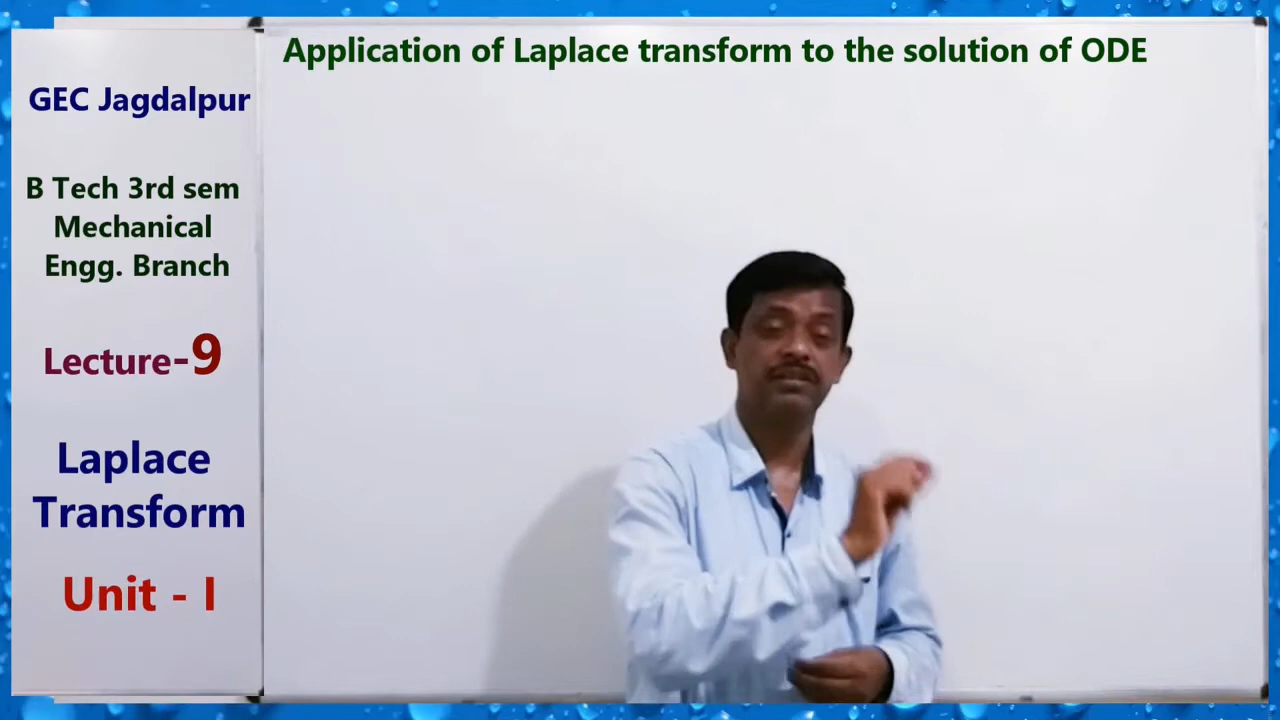 Application of Laplace transform to the solution of ODE
GEC Jagdalpur
B Tech 3rd sem
Mechanical
Engg. Branch
Lecture-9
Laplace
Transform
Unit - I